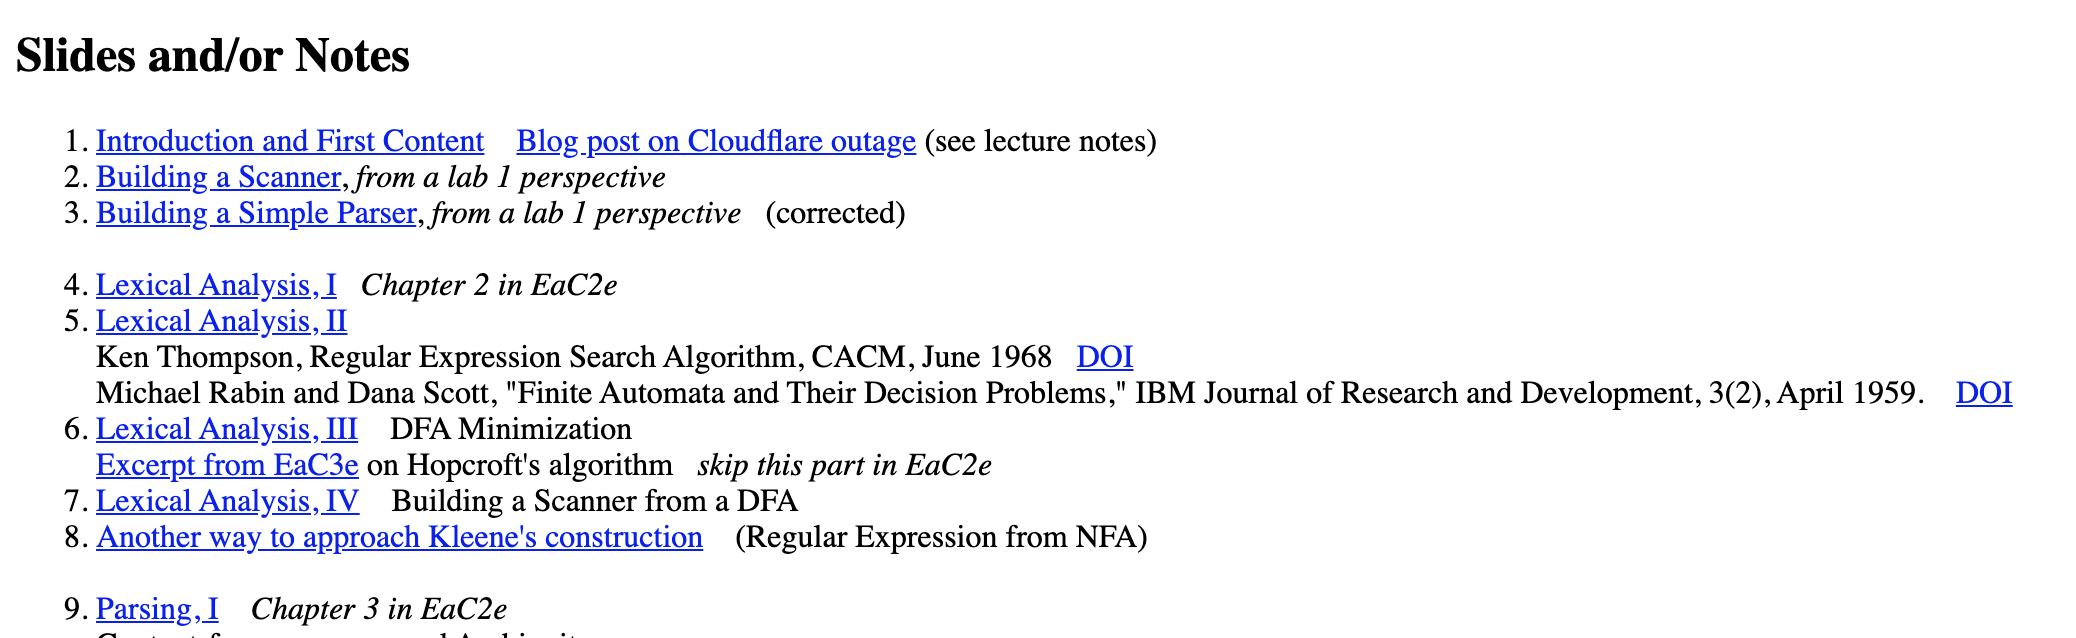 Slides and/or Notes
1. Introduction and First Content Blog post on Cloudflare outage (see lecture notes)
2. Building a Scanner, from a lab 1 perspective
3. Building a Simple Parser, from a lab 1 perspective (corrected)
4. Lexical Analysis, I Chapter 2 in EaC2e
5. Lexical Analysis, II
Ken Thompson, Regular Expression Search Algorithm, CACM, June 1968 DOI
Michael Rabin and Dana Scott, "Finite Automata and Their Decision Problems," IBM Journal of Research and Development, 3(2), April 1959. DOI
6. Lexical Analysis, III DFA Minimization
Excerpt from EaC3e on Hopcroft's algorithm skip this part in EaC2e
7. Lexical Analysis, IV Building a Scanner from a DFA
8. Another way to approach Kleene's construction (Regular Expression from NFA)
9. Parsing, I Chapter 3 in EaC2e